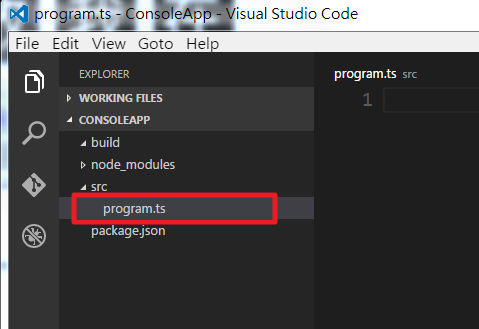 program.ts - ConsoleApp - Visual Studio Code
File Edit View Goto Help
EXPLORER
WORKING FILES
CONSOLEAPP
build
node_modules
src
program.ts
package.json
program.ts src
1